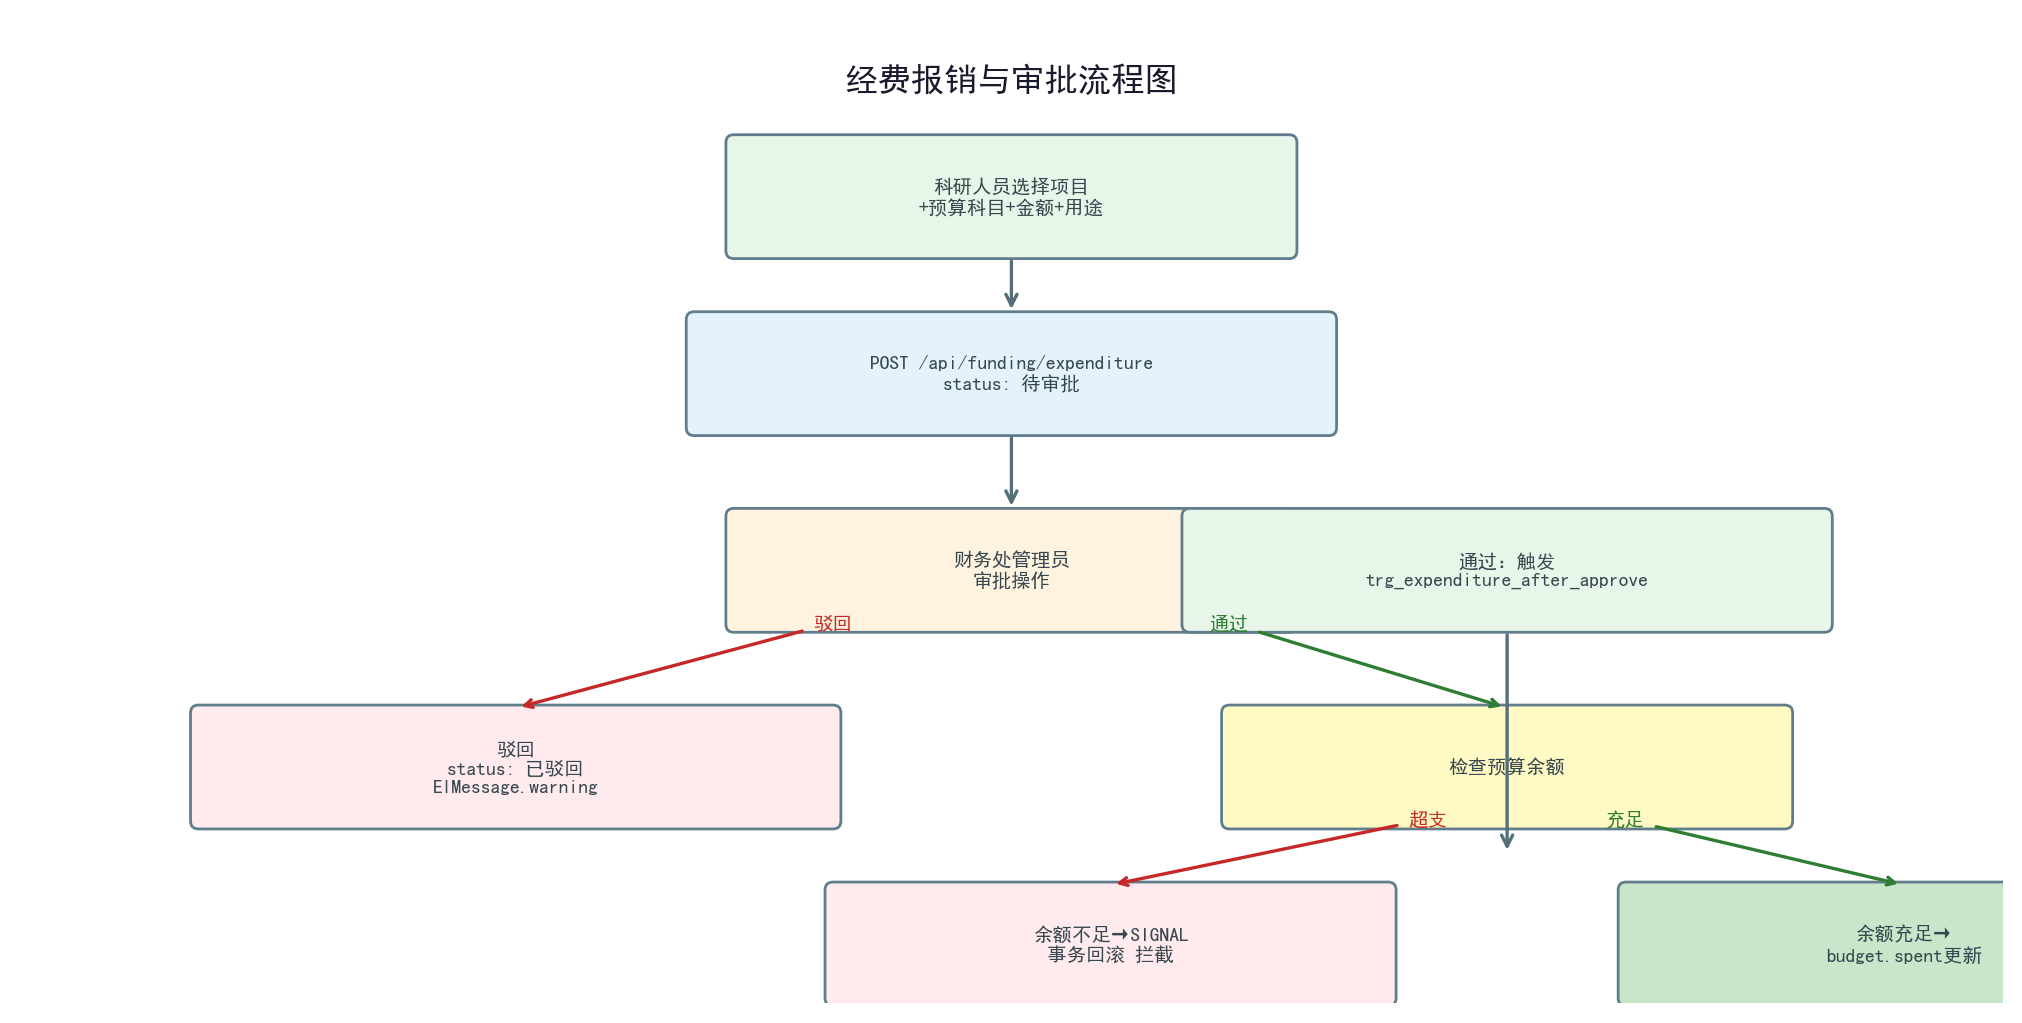 经费报销与审批流程图
科研人员选择项目
+预算科目+金额+用途
POST /api/funding/expenditure
status: 待审批
财务处管理员
审批操作
通过：触发
trg_expenditure_after_approve
驳回
通过
驳回
status: 已驳回
ElMessage.warning
检查预算余额
超支
充足
余额不足→SIGNAL
事务回滚 拦截
余额充足→
budget.spent更新